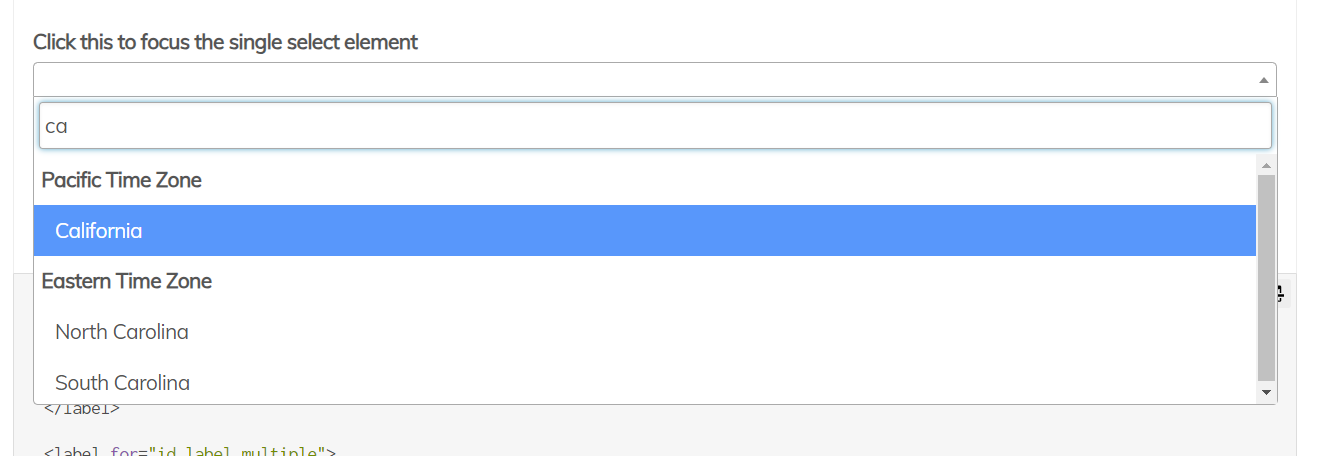 Click this to focus the single select element
ca
Pacific Time Zone
California
Eastern Time Zone
North Carolina
South Carolina
</label>
<label for="id_label_multiple">